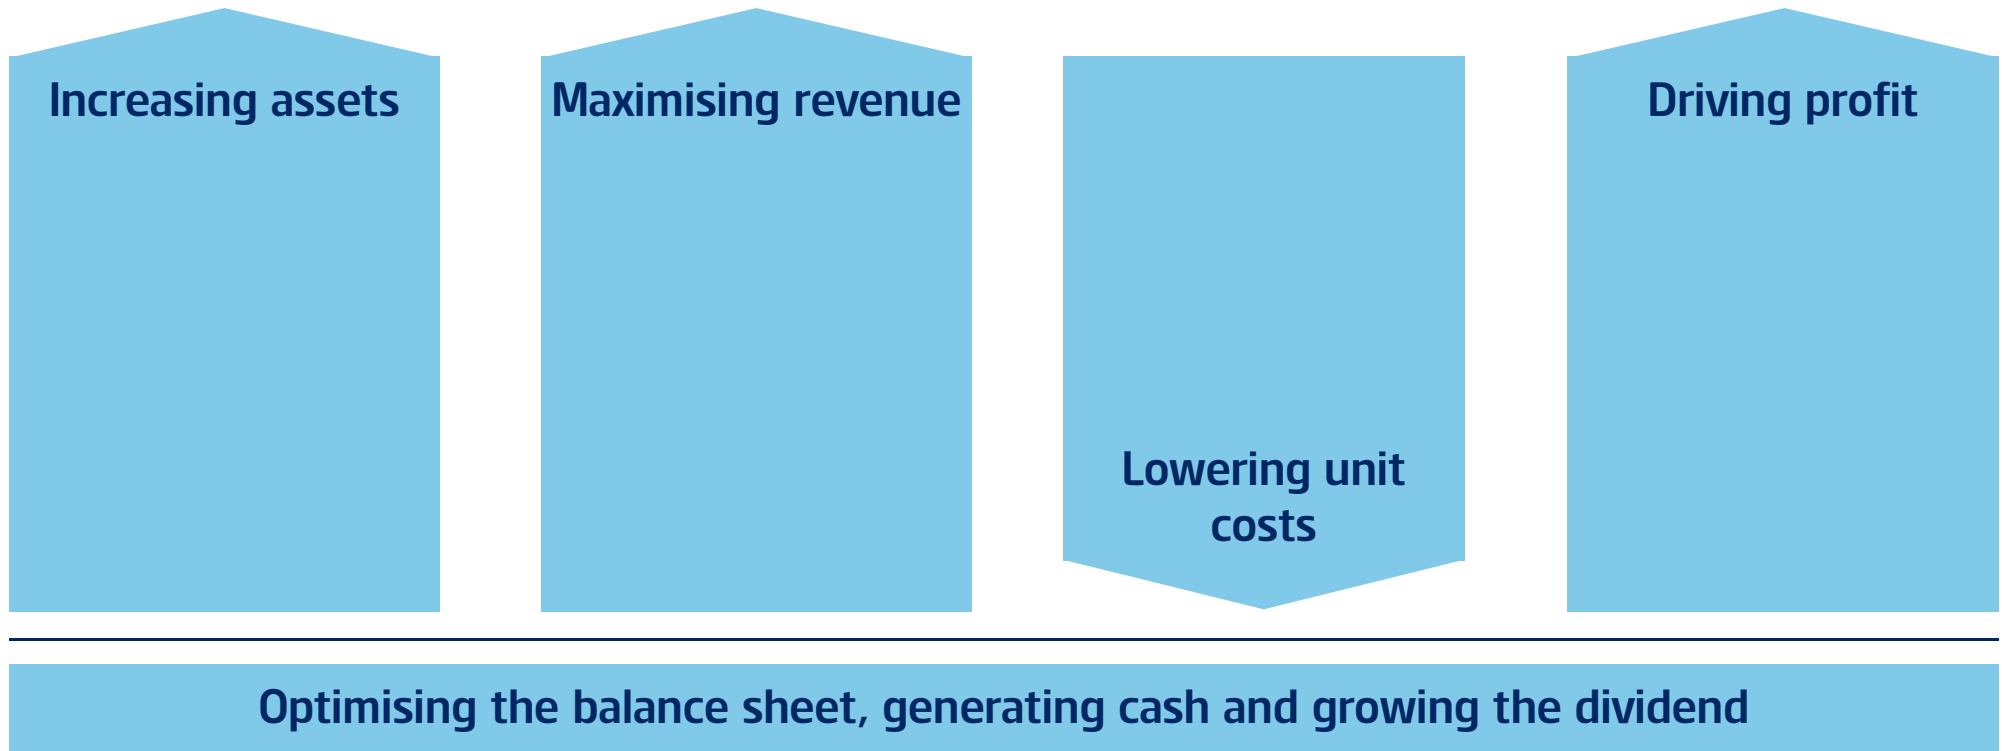 Increasing assets
Maximising revenue
Lowering unit
costs
Driving profit
Optimising the balance sheet, generating cash and growing the dividend